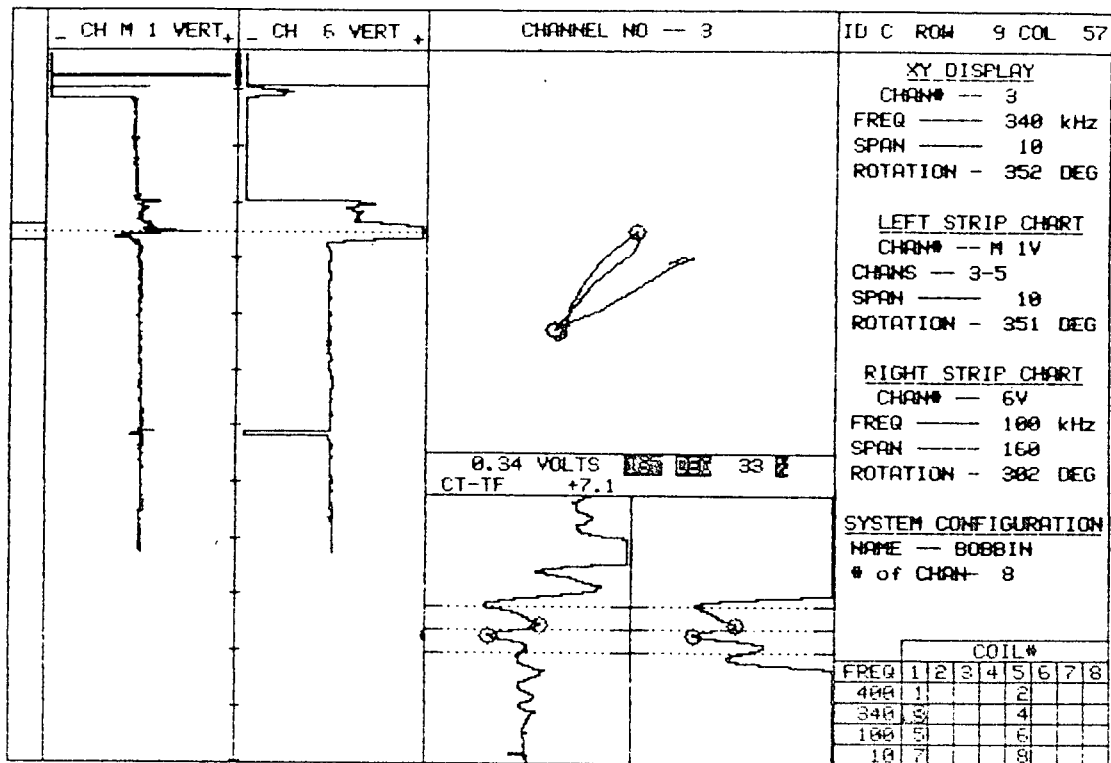 _ CH M 1 VERT +
_ CH 6 VERT +
CHANNEL NO -- 3
ID C ROW 9 COL 57
XY DISPLAY
CHAN# -- 3
FREQ ----- 340 kHz
SPAN ----- 10
ROTATION - 352 DEG
LEFT STRIP CHART
CHAN# -- M 1V
CHANS -- 3-5
SPAN ----- 10
ROTATION - 351 DEG
RIGHT STRIP CHART
CHAN# -- 6V
FREQ ----- 100 kHz
SPAN ----- 160
ROTATION - 302 DEG
0.34 VOLTS DEG 33
CT-TF +7.1
SYSTEM CONFIGURATION
NAME -- BOBBIN
# of CHAN- 8
COIL#
FREQ 1 2 3 4 5 6 7 8
400 1 2
340 3 4
100 5 6
10 7 8